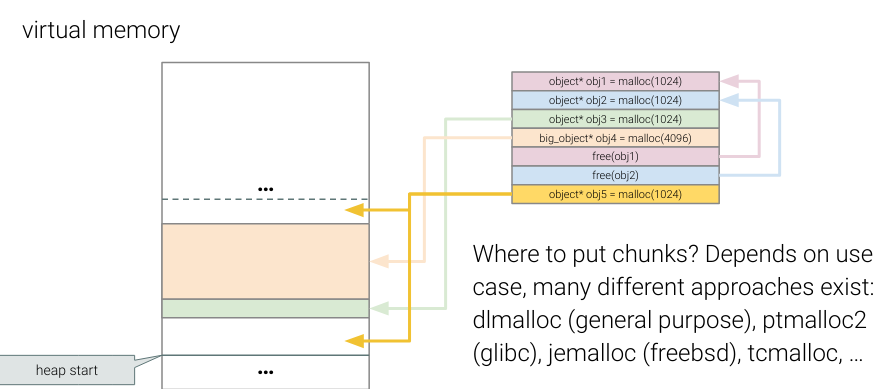 virtual memory
object* obj1 = malloc(1024)
object* obj2 = malloc(1024)
object* obj3 = malloc(1024)
big_object* obj4 = malloc(4096)
free(obj1)
free(obj2)
object* obj5 = malloc(1024)
...
Where to put chunks? Depends on use
case, many different approaches exist:
dlmalloc (general purpose), ptmalloc2
(glibc), jemalloc (freebsd), tcmalloc, ...
heap start
...